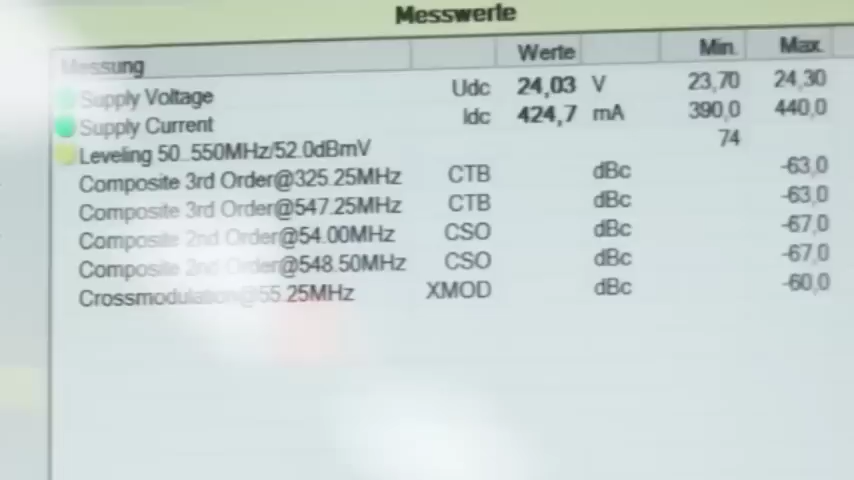 Messwerte
Messung Werte Min. Max.
Supply Voltage Udc 24,03 V 23,70 24,30
Supply Current Idc 424,7 mA 390,0 440,0
Leveling 50..550MHz/52.0dBmV 74
Composite 3rd Order@325.25MHz CTB dBc -63,0
Composite 3rd Order@547.25MHz CTB dBc -63,0
Composite 2nd Order@54.00MHz CSO dBc -67,0
Composite 2nd Order@548.50MHz CSO dBc -67,0
Crossmodulation@55.25MHz XMOD dBc -60,0